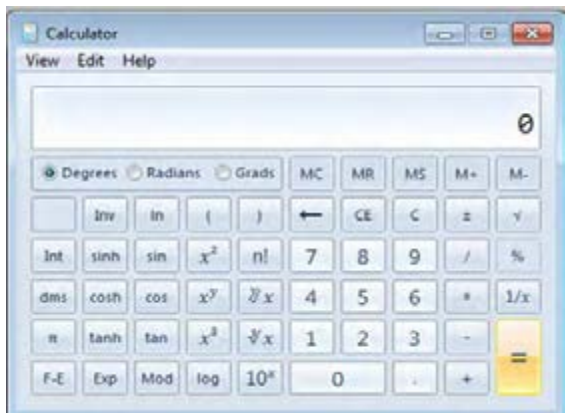 Calculator
View Edit Help
0
Degrees Radians Grads MC MR MS M+ M-
Inv ln ( ) ← CE C ± √
Int sinh sin x² n! 7 8 9 / %
dms cosh cos xʸ ʸ√x 4 5 6 * 1/x
π tanh tan x³ ³√x 1 2 3 - =
F-E Exp Mod log 10ˣ 0 . +